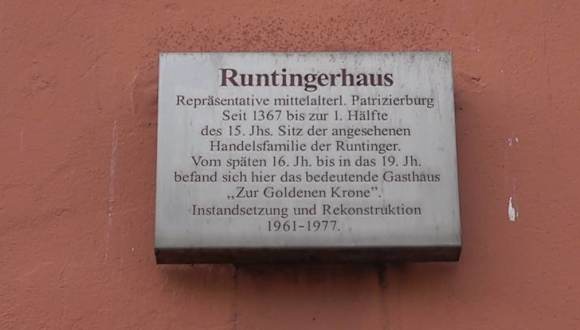 Runtingerhaus
Repräsentative mittelalterl. Patrizierburg
Seit 1367 bis zur 1. Hälfte
des 15. Jhs. Sitz der angesehenen
Handelsfamilie der Runtinger.
Vom späten 16. Jh. bis in das 19. Jh.
befand sich hier das bedeutende Gasthaus
„Zur Goldenen Krone”.
Instandsetzung und Rekonstruktion
1961-1977.